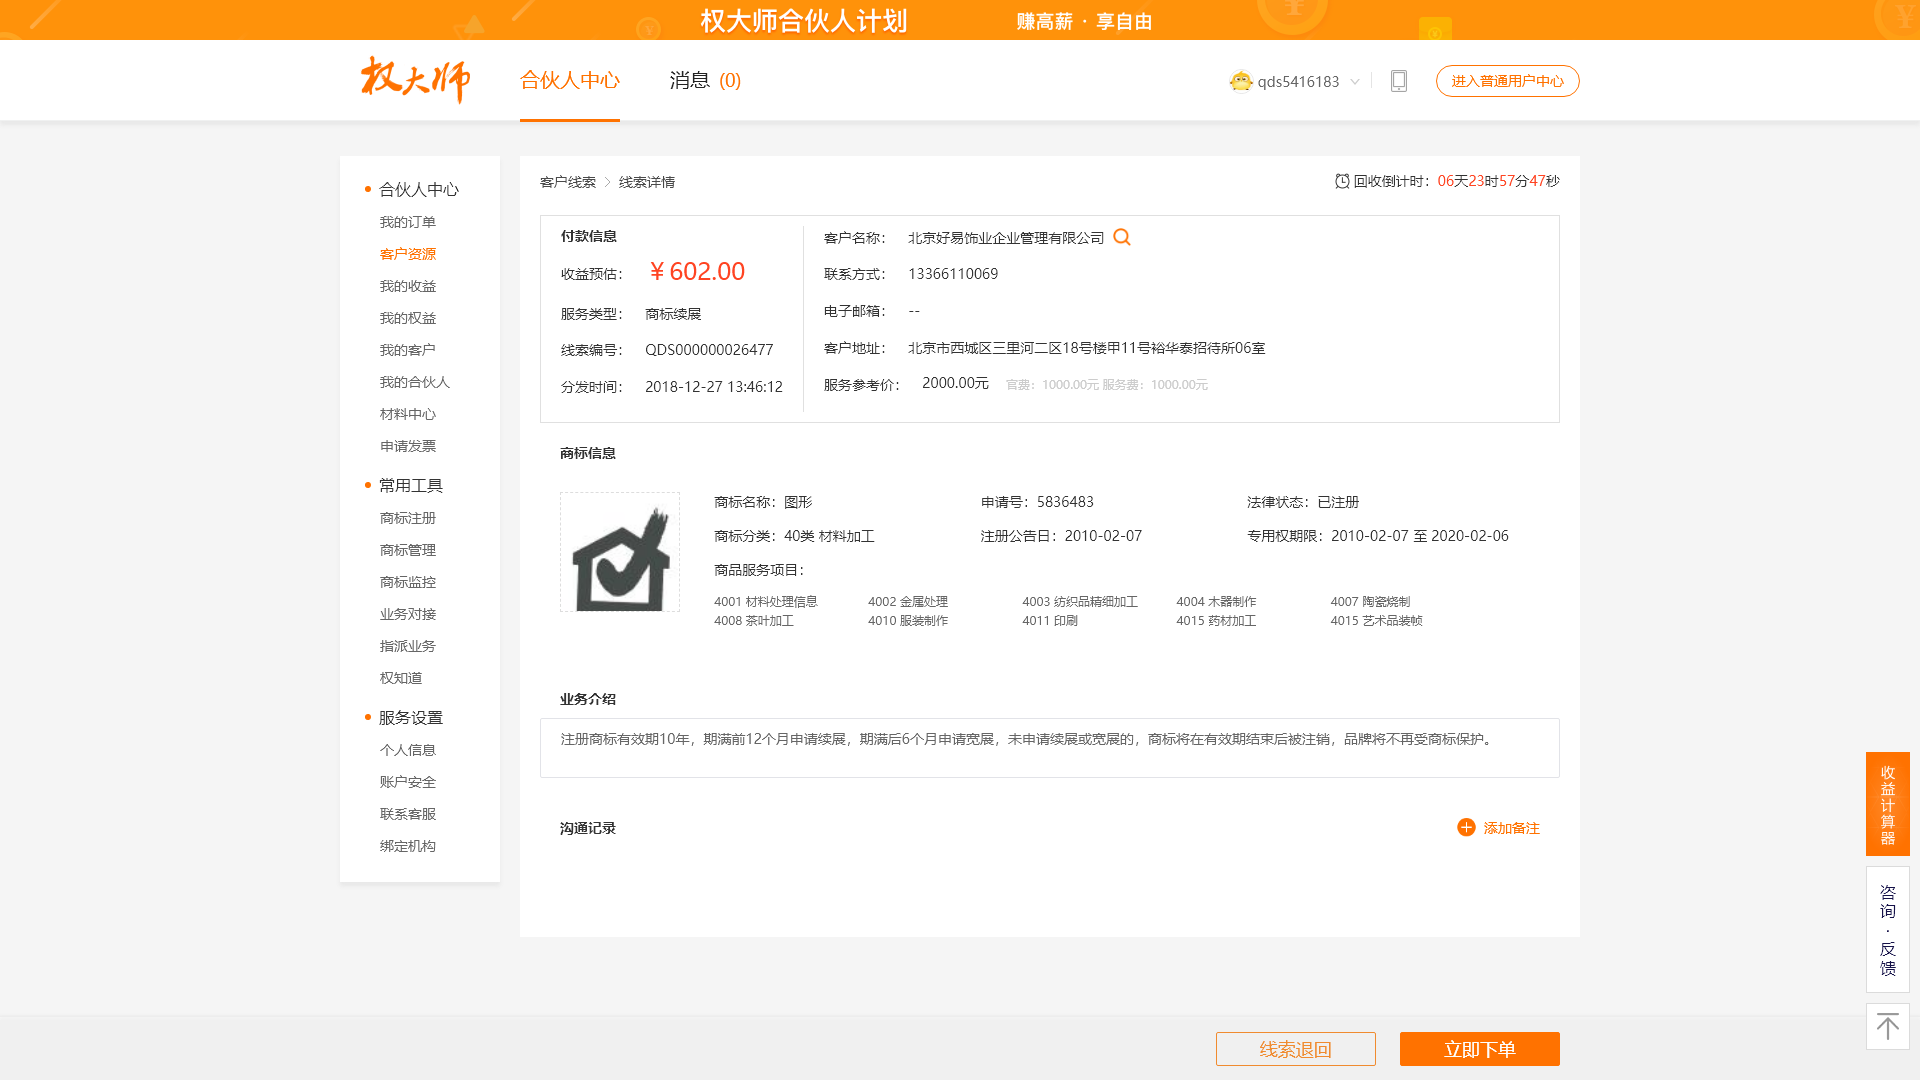 权大师合伙人计划 赚高薪 · 享自由
权大师 合伙人中心 消息 (0) qds5416183 进入普通用户中心
合伙人中心
我的订单
客户资源
我的收益
我的权益
我的客户
我的合伙人
材料中心
申请发票
常用工具
商标注册
商标管理
商标监控
业务对接
指派业务
权知道
服务设置
个人信息
账户安全
联系客服
绑定机构
客户线索 > 线索详情 回收倒计时：06天23时57分47秒
付款信息
收益预估： ¥ 602.00
服务类型： 商标续展
线索编号： QDS000000026477
分发时间： 2018-12-27 13:46:12
客户名称： 北京好易饰业企业管理有限公司
联系方式： 13366110069
电子邮箱： --
客户地址： 北京市西城区三里河二区18号楼甲11号裕华泰招待所06室
服务参考价： 2000.00元 官费：1000.00元 服务费：1000.00元
商标信息
商标名称：图形 申请号：5836483 法律状态：已注册
商标分类：40类 材料加工 注册公告日：2010-02-07 专用权期限：2010-02-07 至 2020-02-06
商品服务项目：
4001 材料处理信息 4002 金属处理 4003 纺织品精细加工 4004 木器制作 4007 陶瓷烧制
4008 茶叶加工 4010 服装制作 4011 印刷 4015 药材加工 4015 艺术品装帧
业务介绍
注册商标有效期10年，期满前12个月申请续展，期满后6个月申请宽展，未申请续展或宽展的，商标将在有效期结束后被注销，品牌将不再受商标保护。
沟通记录 添加备注
收益计算器
咨询·反馈
线索退回 立即下单